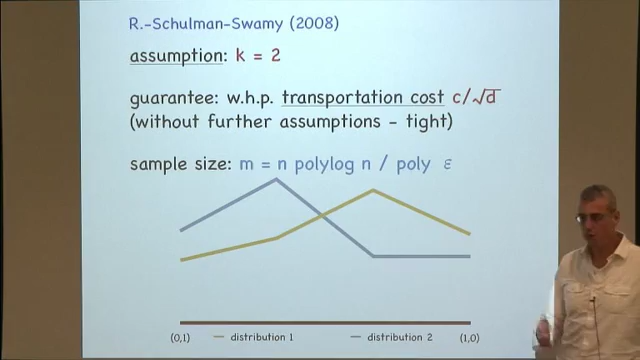 R.-Schulman-Swamy (2008)
assumption: k = 2
guarantee: w.h.p. transportation cost c/√d
(without further assumptions - tight)
sample size: m = n polylog n / poly ε
(0,1) distribution 1 distribution 2 (1,0)